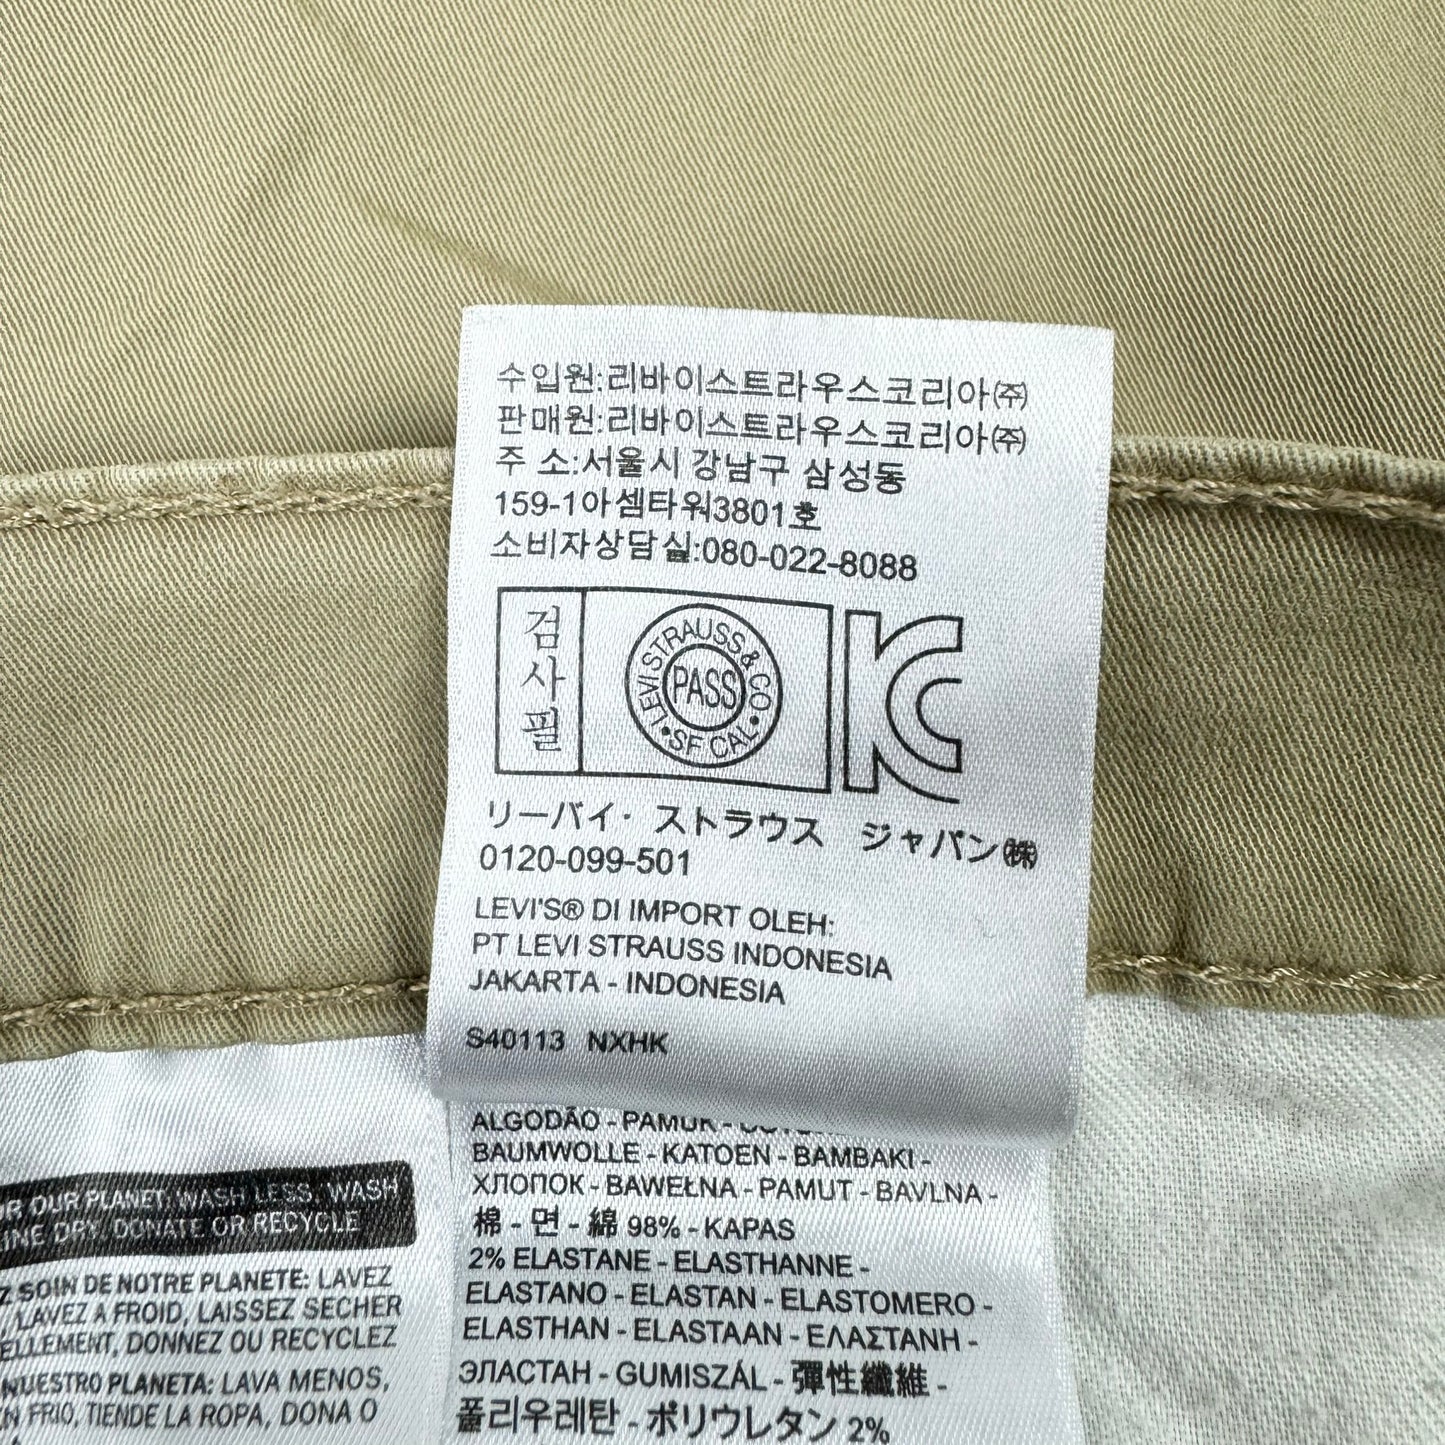 수입원:리바이스트라우스코리아㈜
판매원:리바이스트라우스코리아㈜
주 소:서울시 강남구 삼성동
159-1아셈타워3801호
소비자상담실:080-022-8088
검사필
LEVI STRAUSS & CO
• SF CAL •
PASS
KC
リーバイ・ストラウス ジャパン㈱
0120-099-501
LEVI'S® DI IMPORT OLEH:
PT LEVI STRAUSS INDONESIA
JAKARTA - INDONESIA
S40113 NXHK
ALGODÃO - PAMUK -
BAUMWOLLE - KATOEN - BAMBAKI -
ХЛОПОК - BAWEŁNA - PAMUT - BAVLNA -
棉 - 면 - 綿 98% - KAPAS
2% ELASTANE - ELASTHANNE -
ELASTANO - ELASTAN - ELASTOMERO -
ELASTHAN - ELASTAAN - ΕΛΑΣΤΑΝΗ -
ЭЛАСТАН - GUMISZÁL - 彈性纖維 -
폴리우레탄 - ポリウレタン 2%
OUR PLANET: WASH LESS, WASH
DRY, DONATE OR RECYCLE
SOIN DE NOTRE PLANETE: LAVEZ
LAVEZ A FROID, LAISSEZ SECHER
DONNEZ OU RECYCLEZ
NUESTRO PLANETA: LAVA MENOS,
EN FRIO, TIENDE LA ROPA, DONA O